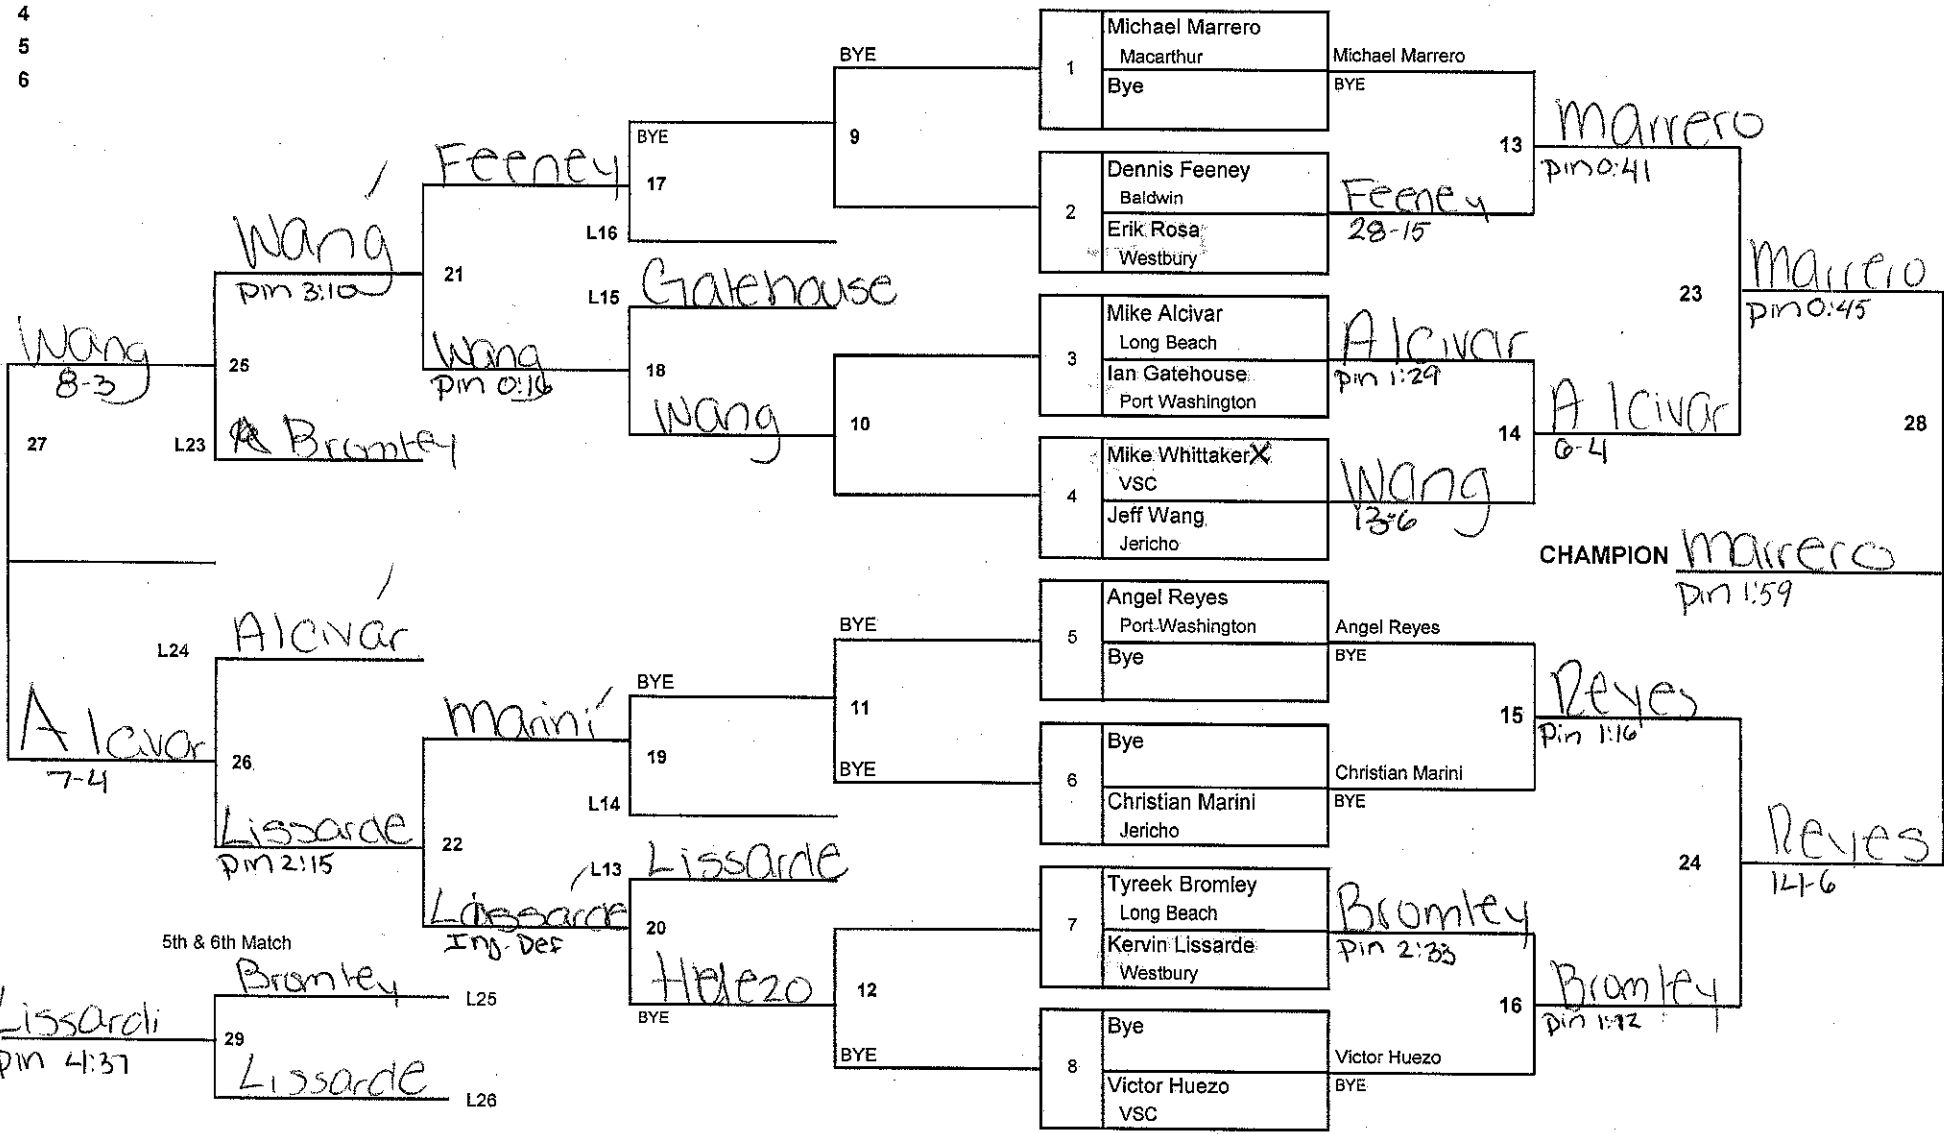 4
5
6
BYE
9
BYE
17
L16
Feeney
Wang
pin 3:10
21
L15
Gatehouse
Wang
pin 0:16
18
Wang
10
Wang
8-3
25
27
L23
Bromley
1
Michael Marrero
Macarthur
Bye
Michael Marrero
BYE
2
Dennis Feeney
Baldwin
Erik Rosa
Westbury
Feeney
28-15
13
Marrero
pin 0:41
3
Mike Alcivar
Long Beach
Ian Gatehouse
Port Washington
Alcivar
pin 1:29
4
Mike Whittaker X
VSC
Jeff Wang
Jericho
Wang
13-6
14
Alcivar
6-4
23
Marrero
pin 0:45
28
CHAMPION Marrero
pin 1:59
L24
Alcivar
Alcivar
7-4
26
Lissarde
pin 2:15
Marini
22
Lissarde
Inj. Def
BYE
19
L14
BYE
11
BYE
L13
Lissarde
20
BYE
12
BYE
5
Angel Reyes
Port Washington
Bye
Angel Reyes
BYE
6
Bye
Christian Marini
Jericho
Christian Marini
BYE
15
Reyes
Pin 1:16
7
Tyreek Bromley
Long Beach
Kervin Lissarde
Westbury
Bromley
pin 2:33
8
Bye
Victor Huezo
VSC
Victor Huezo
BYE
16
Bromley
24
Reyes
14-6
5th & 6th Match
Bromley
L25
Lissardi
pin 4:37
29
Lissarde
L26